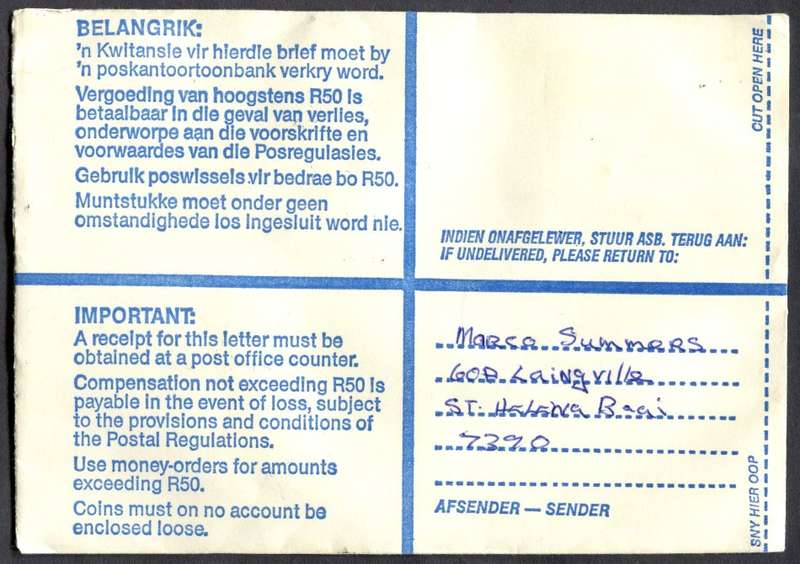 BELANGRIK:
'n Kwitansie vir hierdie brief moet by
'n poskantoortoonbank verkry word.
Vergoeding van hoogstens R50 is
betaalbaar in die geval van verlies,
onderworpe aan die voorskrifte en
voorwaardes van die Posregulasies.
Gebruik poswissels vir bedrae bo R50.
Muntstukke moet onder geen
omstandighede los ingesluit word nie.
CUT OPEN HERE
INDIEN ONAFGELEWER, STUUR ASB. TERUG AAN:
IF UNDELIVERED, PLEASE RETURN TO:
IMPORTANT:
A receipt for this letter must be
obtained at a post office counter.
Compensation not exceeding R50 is
payable in the event of loss, subject
to the provisions and conditions of
the Postal Regulations.
Use money-orders for amounts
exceeding R50.
Coins must on no account be
enclosed loose.
Marco Summers
Laingville
ST. HELENA Baai
7390
AFSENDER — SENDER
SNY HIER OOP